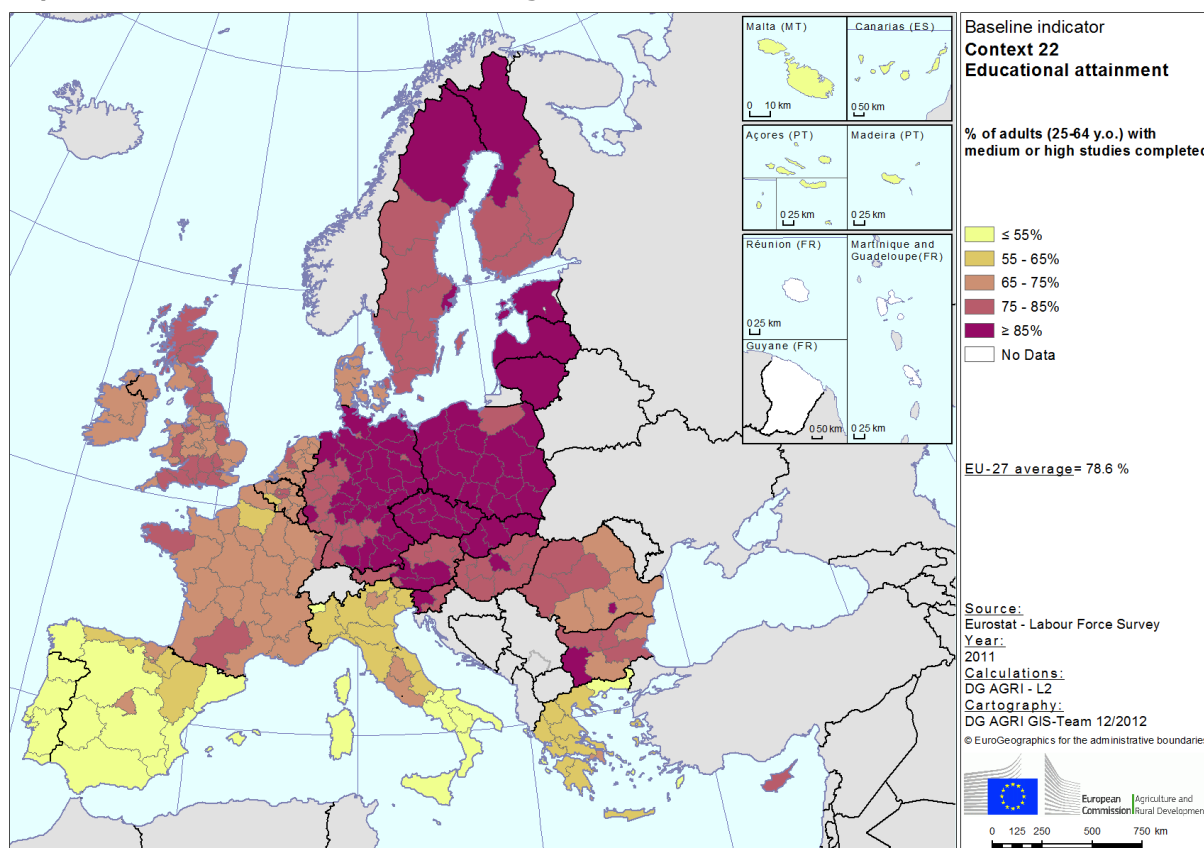 Malta (MT)
0 10 km
Canarias (ES)
0 50 km
Açores (PT)
0 25 km
Madeira (PT)
0 25 km
Réunion (FR)
0 25 km
Martinique and
Guadeloupe(FR)
0 25 km
Guyane (FR)
0 50 km
Baseline indicator
Context 22
Educational attainment
% of adults (25-64 y.o.) with
medium or high studies completed
≤ 55%
55 - 65%
65 - 75%
75 - 85%
≥ 85%
No Data
EU-27 average= 78.6 %
Source:
Eurostat - Labour Force Survey
Year:
2011
Calculations:
DG AGRI - L2
Cartography:
DG AGRI GIS-Team 12/2012
© EuroGeographics for the administrative boundaries
European
Commission
Agriculture and
Rural Development
0 125 250 500 750 km